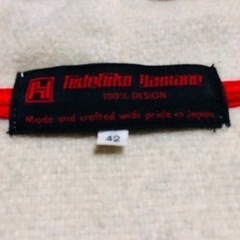 Hidehiko Yamane
100% DESIGN
Made and crafted with pride in Japan
42